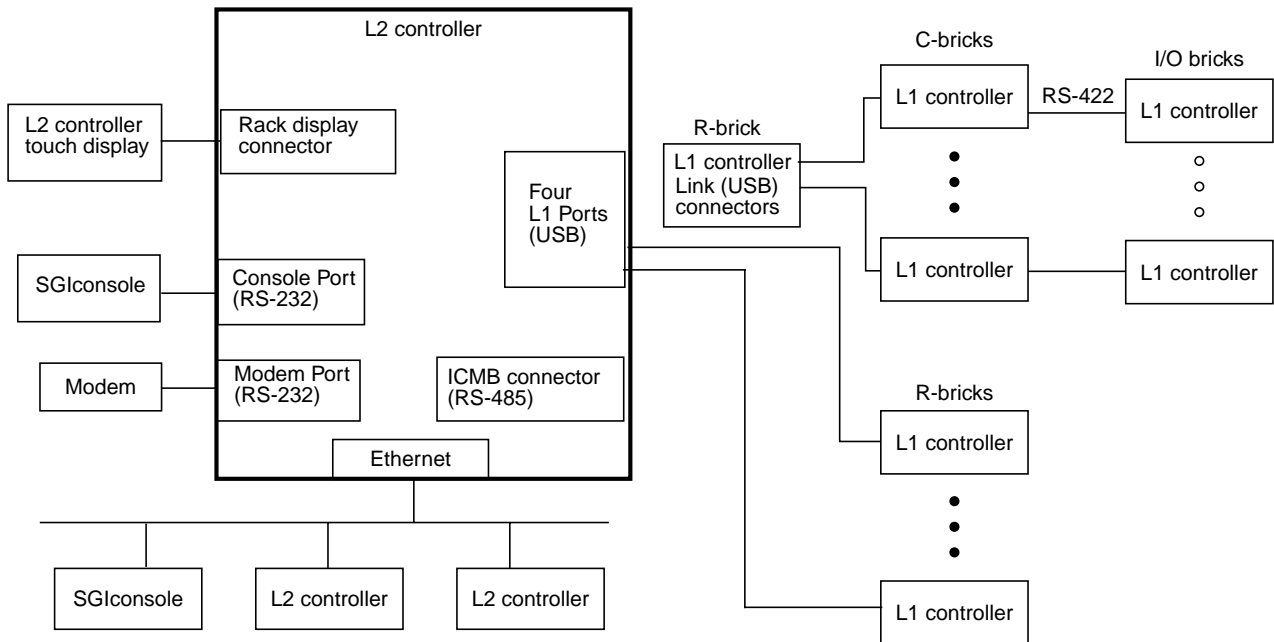 L2 controller
L2 controller
touch display
Rack display
connector
Four
L1 Ports
(USB)
SGIconsole
Console Port
(RS-232)
Modem
Modem Port
(RS-232)
ICMB connector
(RS-485)
Ethernet
SGIconsole
L2 controller
L2 controller
R-brick
L1 controller
Link (USB)
connectors
C-bricks
L1 controller
RS-422
I/O bricks
L1 controller
L1 controller
L1 controller
R-bricks
L1 controller
L1 controller